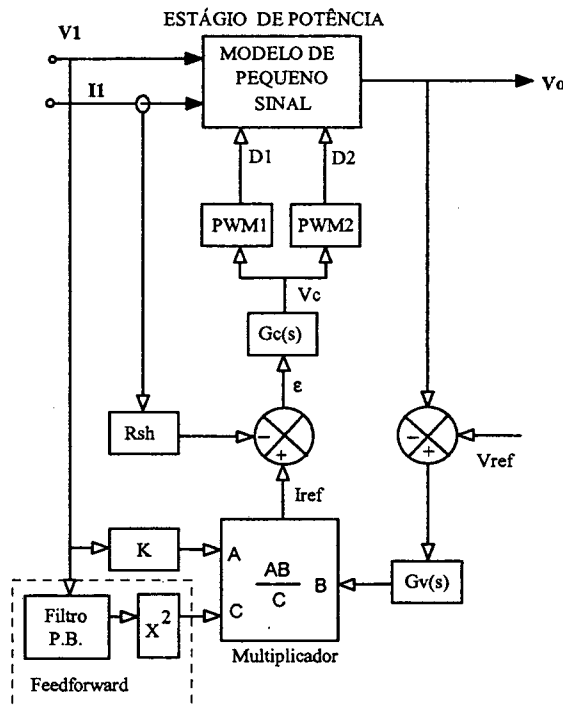 ESTÁGIO DE POTÊNCIA
V1
MODELO DE
PEQUENO
SINAL
I1
Vo
D1
D2
PWM1
PWM2
Vc
Gc(s)
ε
Rsh
-
+
-
+
Vref
Iref
K
A
AB
C
B
C
Gv(s)
Filtro
P.B.
X 2
Multiplicador
Feedforward